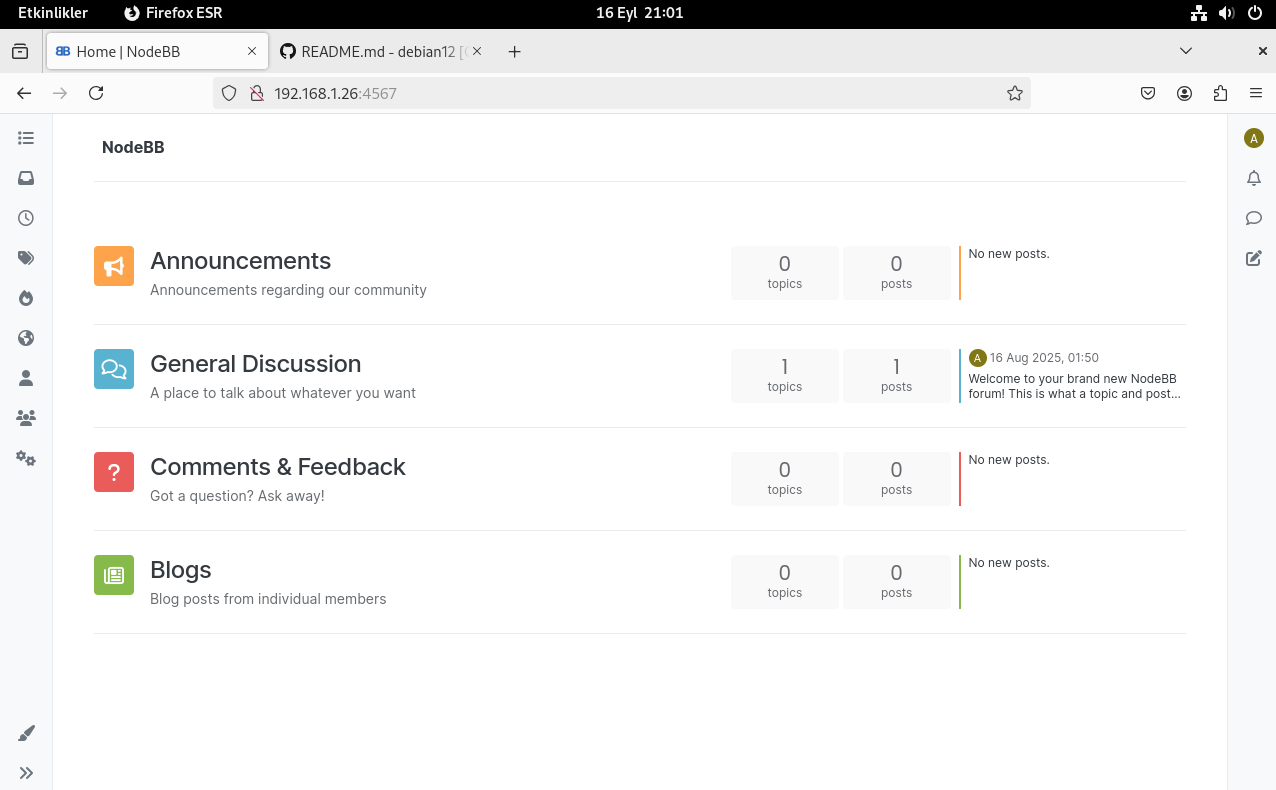 Etkinlikler Firefox ESR 16 Eyl 21:01
Home | NodeBB README.md - debian12 [
192.168.1.26:4567
NodeBB
A
Announcements
Announcements regarding our community
0 topics
0 posts
No new posts.
General Discussion
A place to talk about whatever you want
1 topics
1 posts
A 16 Aug 2025, 01:50
Welcome to your brand new NodeBB
forum! This is what a topic and post...
Comments & Feedback
Got a question? Ask away!
0 topics
0 posts
No new posts.
Blogs
Blog posts from individual members
0 topics
0 posts
No new posts.